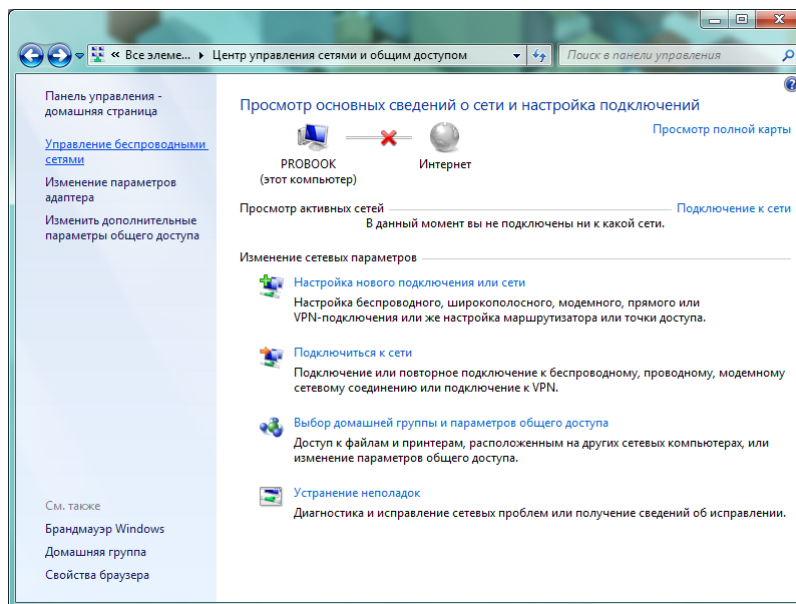 « Все элеме... ▸ Центр управления сетями и общим доступом
Поиск в панели управления
Панель управления -
домашняя страница
Управление беспроводными
сетями
Изменение параметров
адаптера
Изменить дополнительные
параметры общего доступа
Просмотр основных сведений о сети и настройка подключений
Просмотр полной карты
PROBOOK
(этот компьютер)
Интернет
Просмотр активных сетей
Подключение к сети
В данный момент вы не подключены ни к какой сети.
Изменение сетевых параметров
Настройка нового подключения или сети
Настройка беспроводного, широкополосного, модемного, прямого или
VPN-подключения или же настройка маршрутизатора или точки доступа.
Подключиться к сети
Подключение или повторное подключение к беспроводному, проводному, модемному
сетевому соединению или подключение к VPN.
Выбор домашней группы и параметров общего доступа
Доступ к файлам и принтерам, расположенным на других сетевых компьютерах, или
изменение параметров общего доступа.
Устранение неполадок
Диагностика и исправление сетевых проблем или получение сведений об исправлении.
См. также
Брандмауэр Windows
Домашняя группа
Свойства браузера